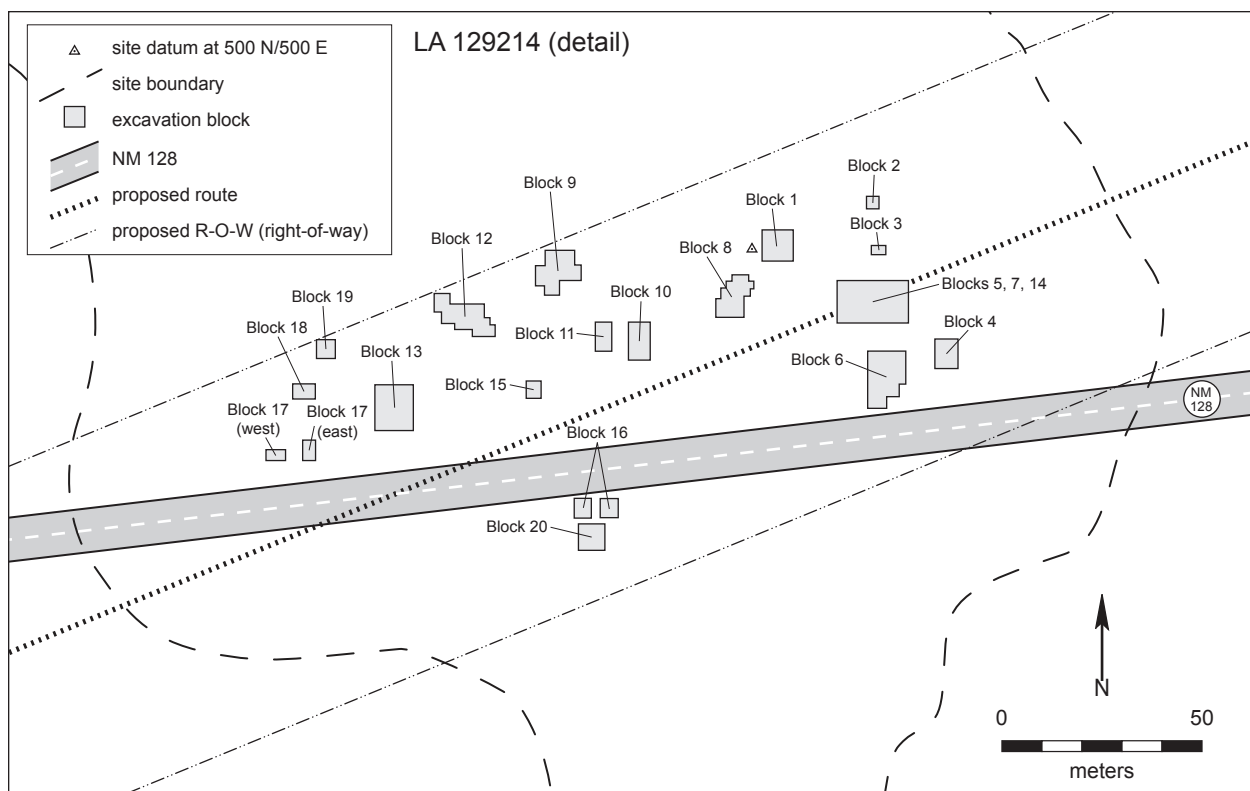 LA 129214 (detail)
site datum at 500 N/500 E
site boundary
excavation block
NM 128
proposed route
proposed R-O-W (right-of-way)
Block 2
Block 9
Block 1
Block 3
Block 12
Block 8
Block 19
Block 10
Blocks 5, 7, 14
Block 18
Block 11
Block 4
Block 13
Block 6
Block 15
Block 17
(west)
Block 17
(east)
NM
128
Block 16
Block 20
N
0
50
meters